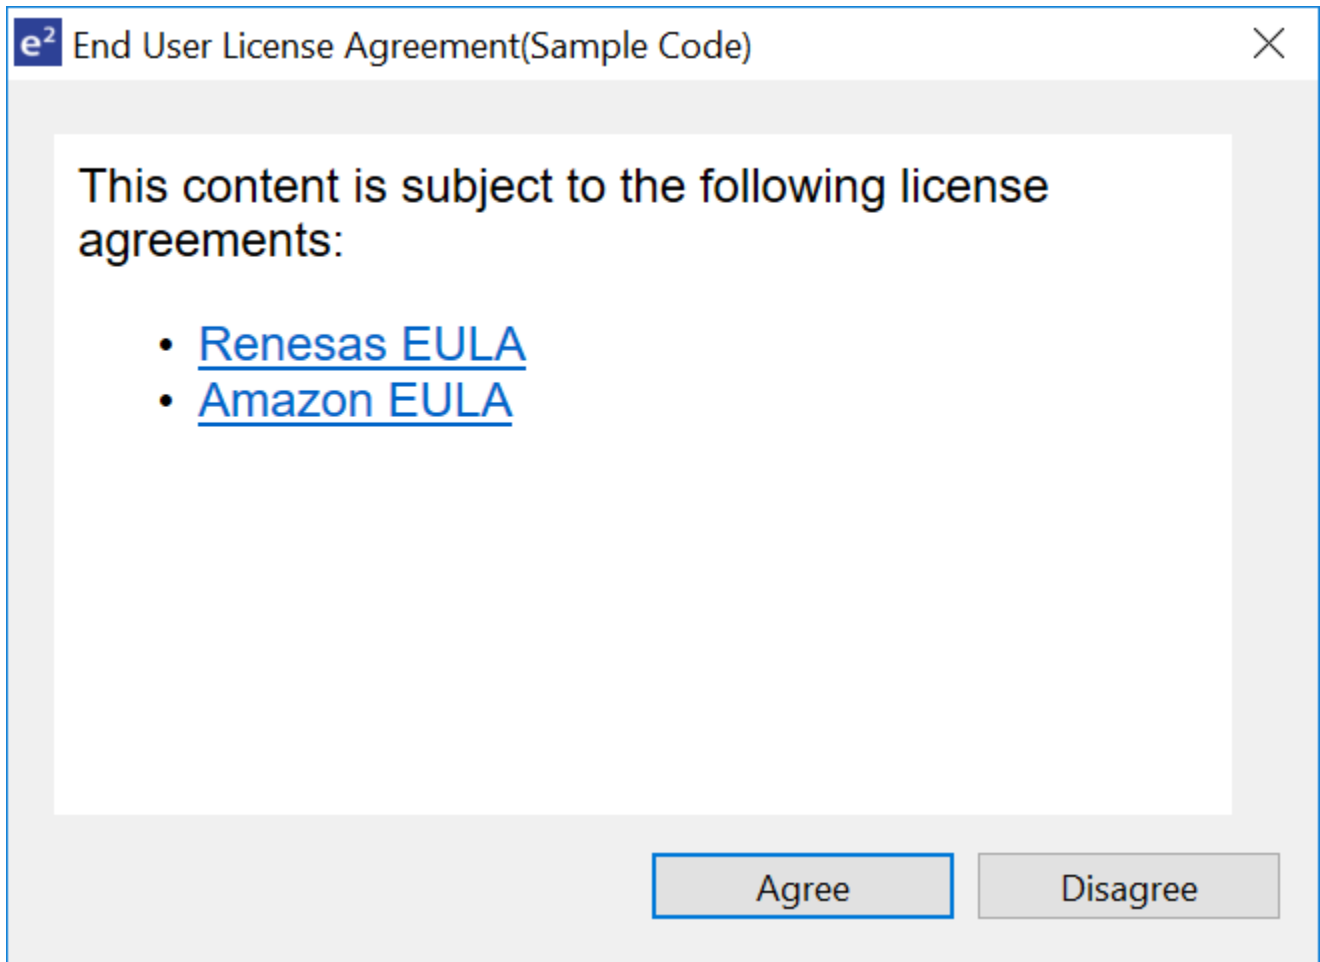 e² End User License Agreement(Sample Code)
This content is subject to the following license
agreements:
• Renesas EULA
• Amazon EULA
Agree Disagree